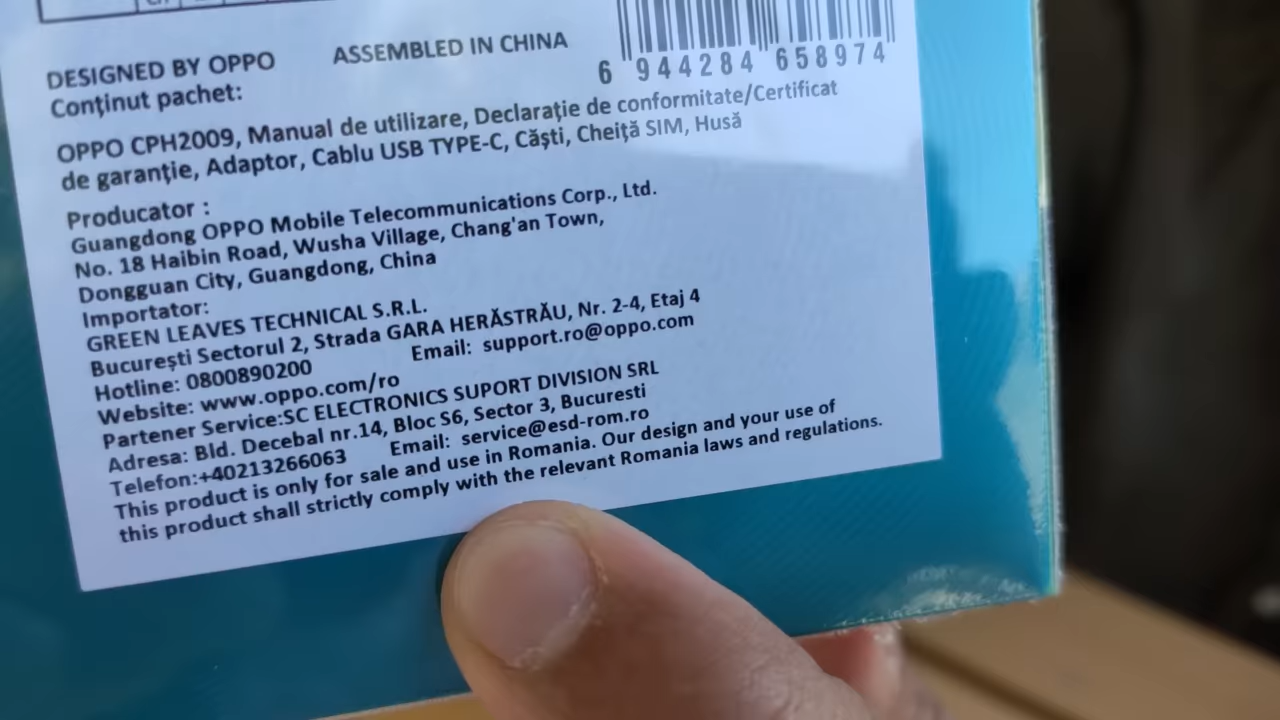 DESIGNED BY OPPO ASSEMBLED IN CHINA
6 944284 658974
Conţinut pachet:
OPPO CPH2009, Manual de utilizare, Declaraţie de conformitate/Certificat
de garanţie, Adaptor, Cablu USB TYPE-C, Căşti, Cheiţă SIM, Husă
Producator :
Guangdong OPPO Mobile Telecommunications Corp., Ltd.
No. 18 Haibin Road, Wusha Village, Chang'an Town,
Dongguan City, Guangdong, China
Importator:
GREEN LEAVES TECHNICAL S.R.L.
Bucureşti Sectorul 2, Strada GARA HERĂSTRĂU, Nr. 2-4, Etaj 4
Hotline: 0800890200 Email: support.ro@oppo.com
Website: www.oppo.com/ro
Partener Service:SC ELECTRONICS SUPORT DIVISION SRL
Adresa: Bld. Decebal nr.14, Bloc S6, Sector 3, Bucuresti
Telefon:+40213266063 Email: service@esd-rom.ro
This product is only for sale and use in Romania. Our design and your use of
this product shall strictly comply with the relevant Romania laws and regulations.